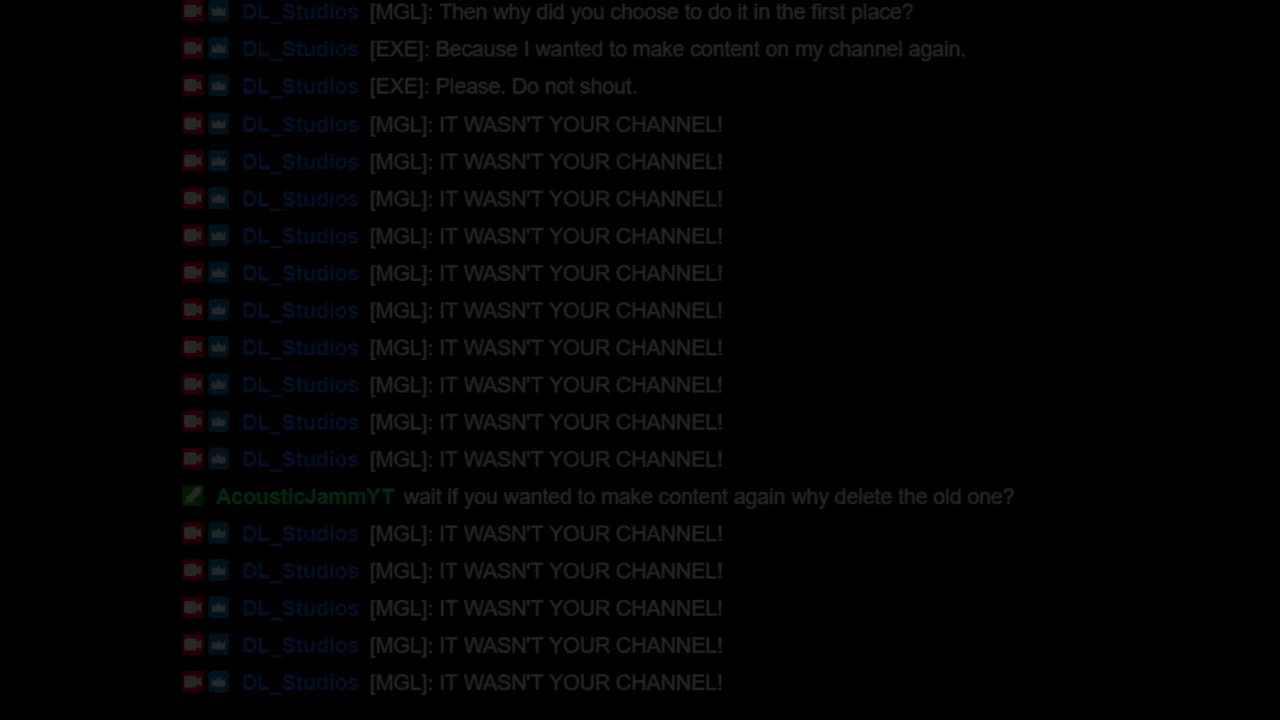 DL_Studios [MGL]: Then why did you choose to do it in the first place?
DL_Studios [EXE]: Because I wanted to make content on my channel again.
DL_Studios [EXE]: Please. Do not shout.
DL_Studios [MGL]: IT WASN'T YOUR CHANNEL!
DL_Studios [MGL]: IT WASN'T YOUR CHANNEL!
DL_Studios [MGL]: IT WASN'T YOUR CHANNEL!
DL_Studios [MGL]: IT WASN'T YOUR CHANNEL!
DL_Studios [MGL]: IT WASN'T YOUR CHANNEL!
DL_Studios [MGL]: IT WASN'T YOUR CHANNEL!
DL_Studios [MGL]: IT WASN'T YOUR CHANNEL!
DL_Studios [MGL]: IT WASN'T YOUR CHANNEL!
DL_Studios [MGL]: IT WASN'T YOUR CHANNEL!
DL_Studios [MGL]: IT WASN'T YOUR CHANNEL!
AcousticJammYT wait if you wanted to make content again why delete the old one?
DL_Studios [MGL]: IT WASN'T YOUR CHANNEL!
DL_Studios [MGL]: IT WASN'T YOUR CHANNEL!
DL_Studios [MGL]: IT WASN'T YOUR CHANNEL!
DL_Studios [MGL]: IT WASN'T YOUR CHANNEL!
DL_Studios [MGL]: IT WASN'T YOUR CHANNEL!